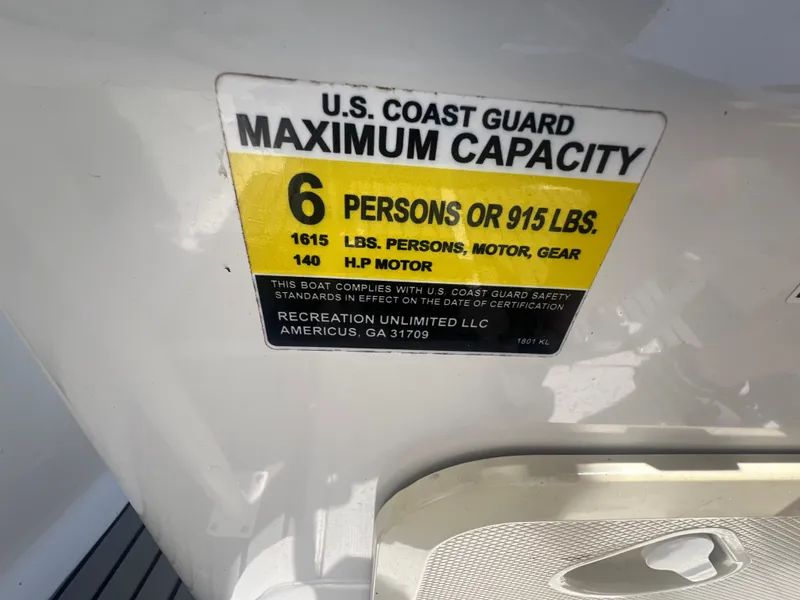 U.S. COAST GUARD
MAXIMUM CAPACITY
6 PERSONS OR 915 LBS.
1615 LBS. PERSONS, MOTOR, GEAR
140 H.P MOTOR
THIS BOAT COMPLIES WITH U.S. COAST GUARD SAFETY
STANDARDS IN EFFECT ON THE DATE OF CERTIFICATION
RECREATION UNLIMITED LLC
AMERICUS, GA 31709
1801 KL